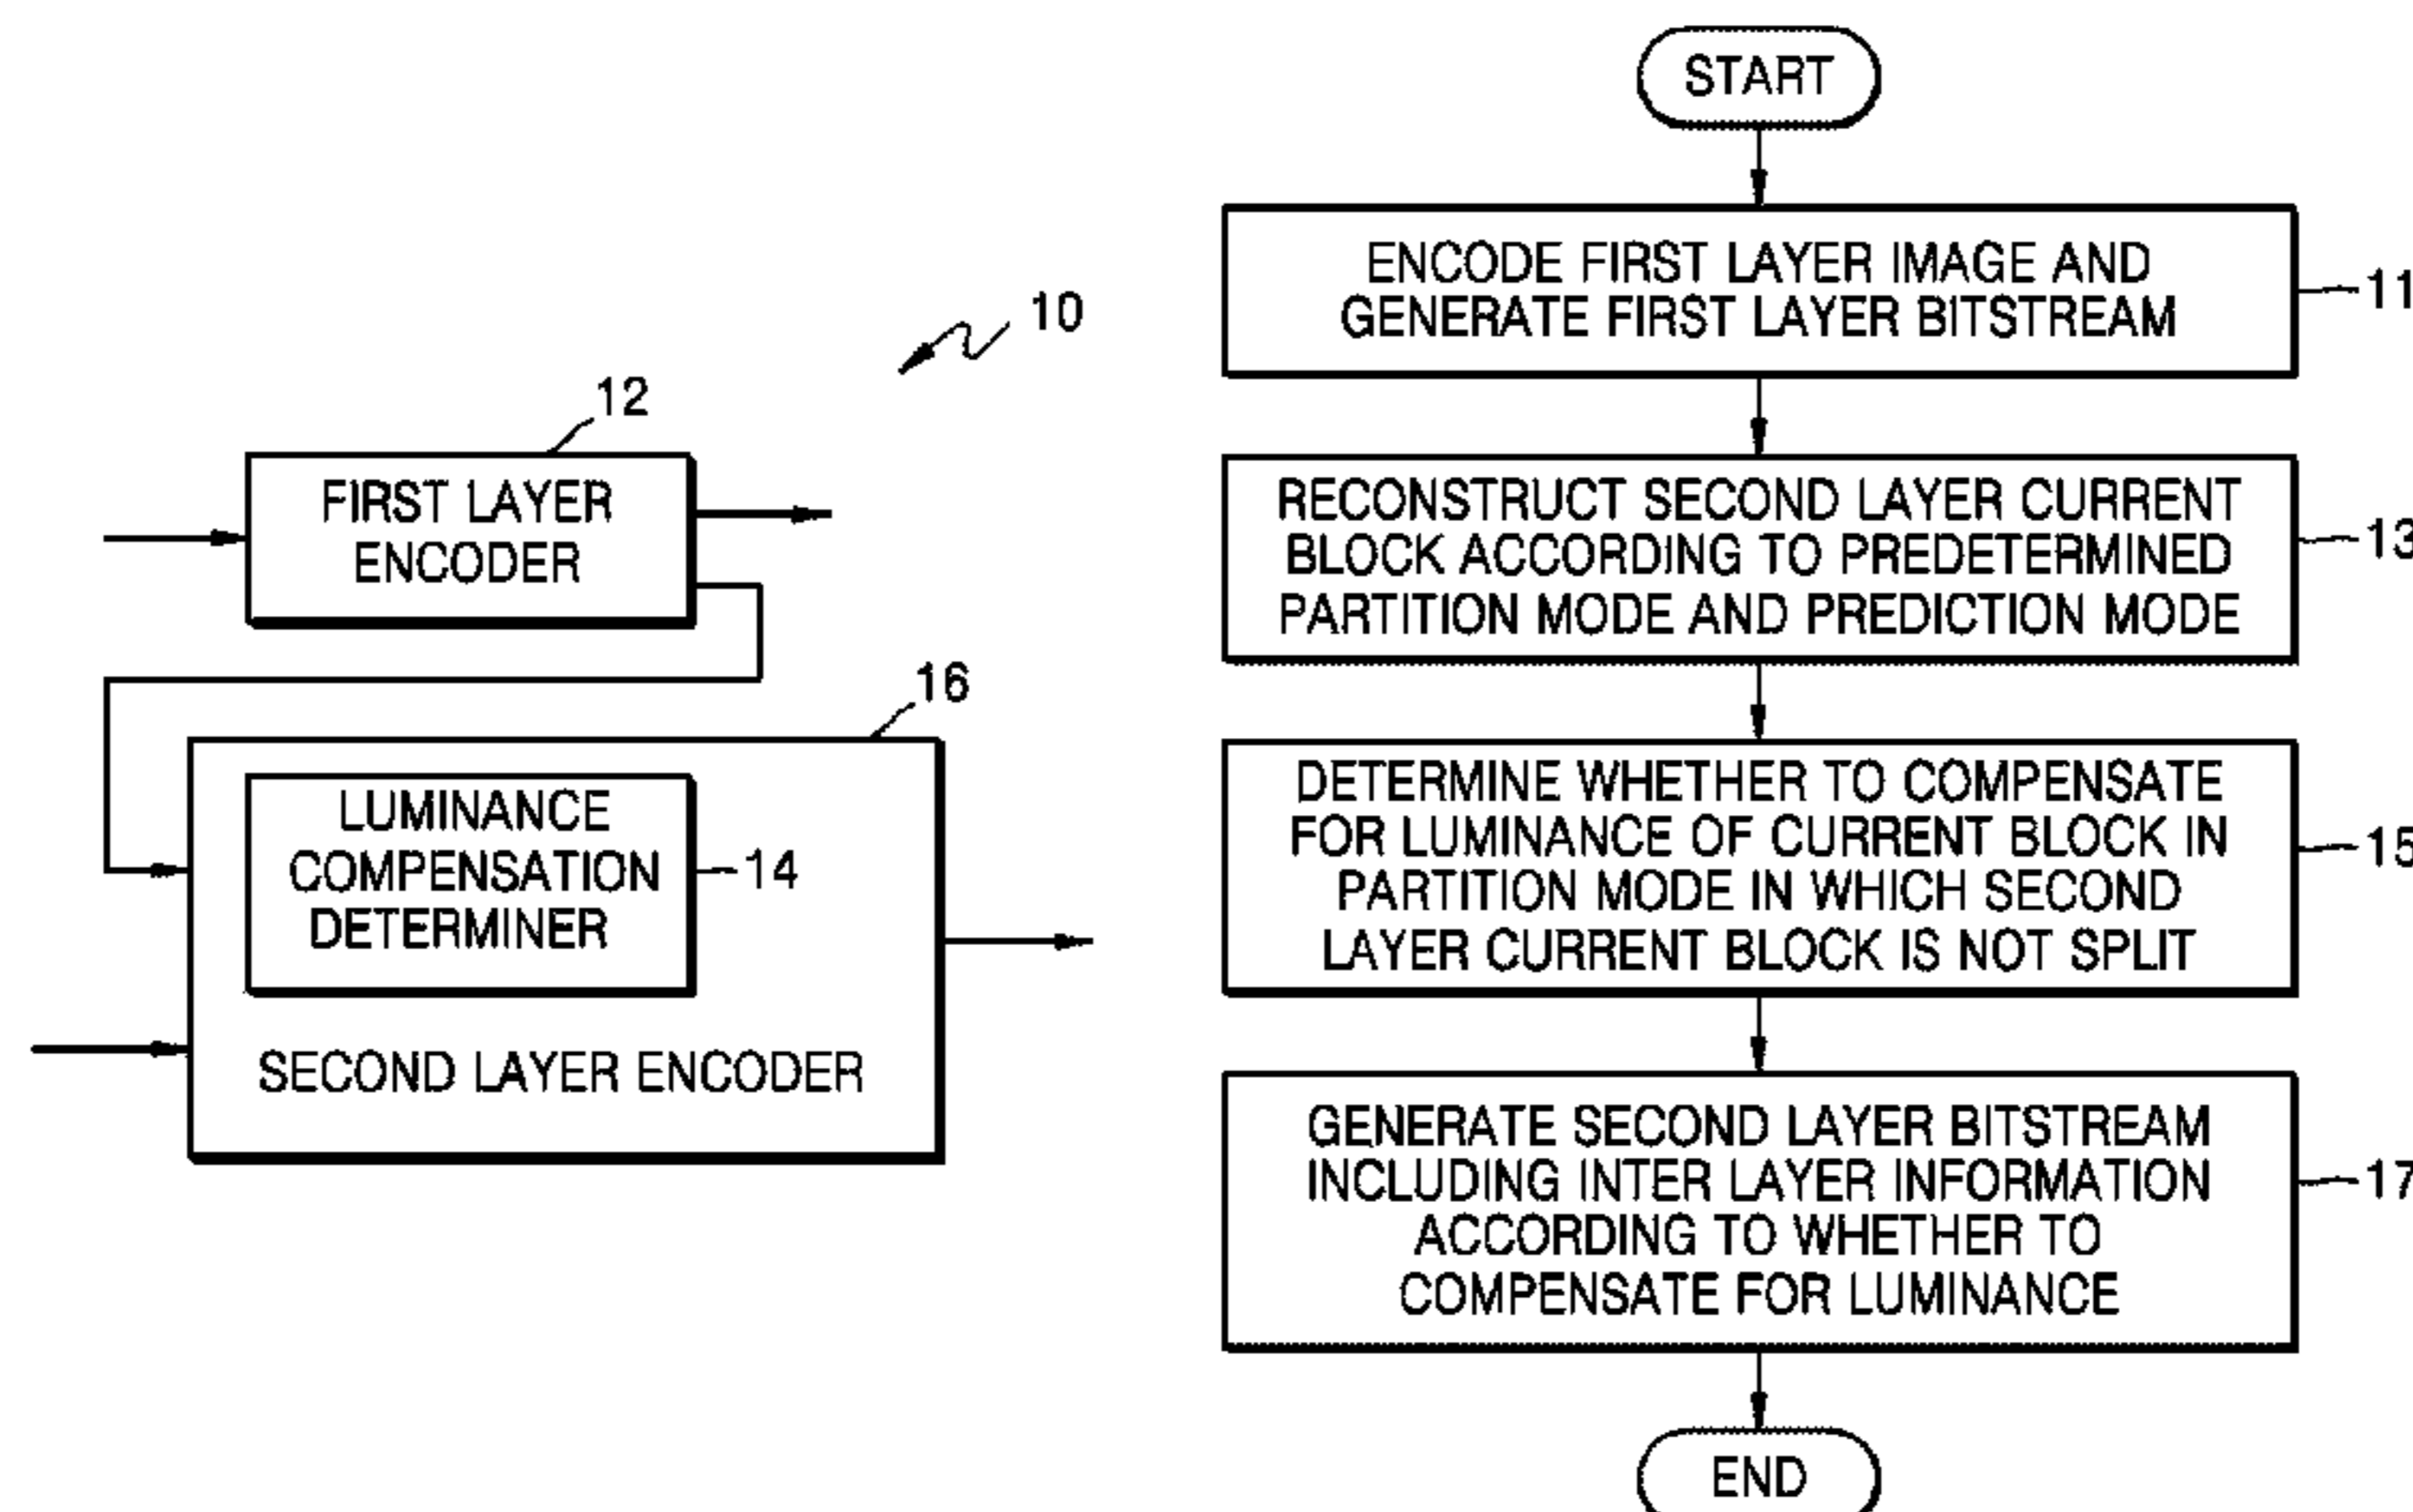 10
12
FIRST LAYER
ENCODER
16
LUMINANCE
COMPENSATION
DETERMINER
14
SECOND LAYER ENCODER
START
ENCODE FIRST LAYER IMAGE AND
GENERATE FIRST LAYER BITSTREAM
11
RECONSTRUCT SECOND LAYER CURRENT
BLOCK ACCORDING TO PREDETERMINED
PARTITION MODE AND PREDICTION MODE
13
DETERMINE WHETHER TO COMPENSATE
FOR LUMINANCE OF CURRENT BLOCK IN
PARTITION MODE IN WHICH SECOND
LAYER CURRENT BLOCK IS NOT SPLIT
15
GENERATE SECOND LAYER BITSTREAM
INCLUDING INTER LAYER INFORMATION
ACCORDING TO WHETHER TO
COMPENSATE FOR LUMINANCE
17
END